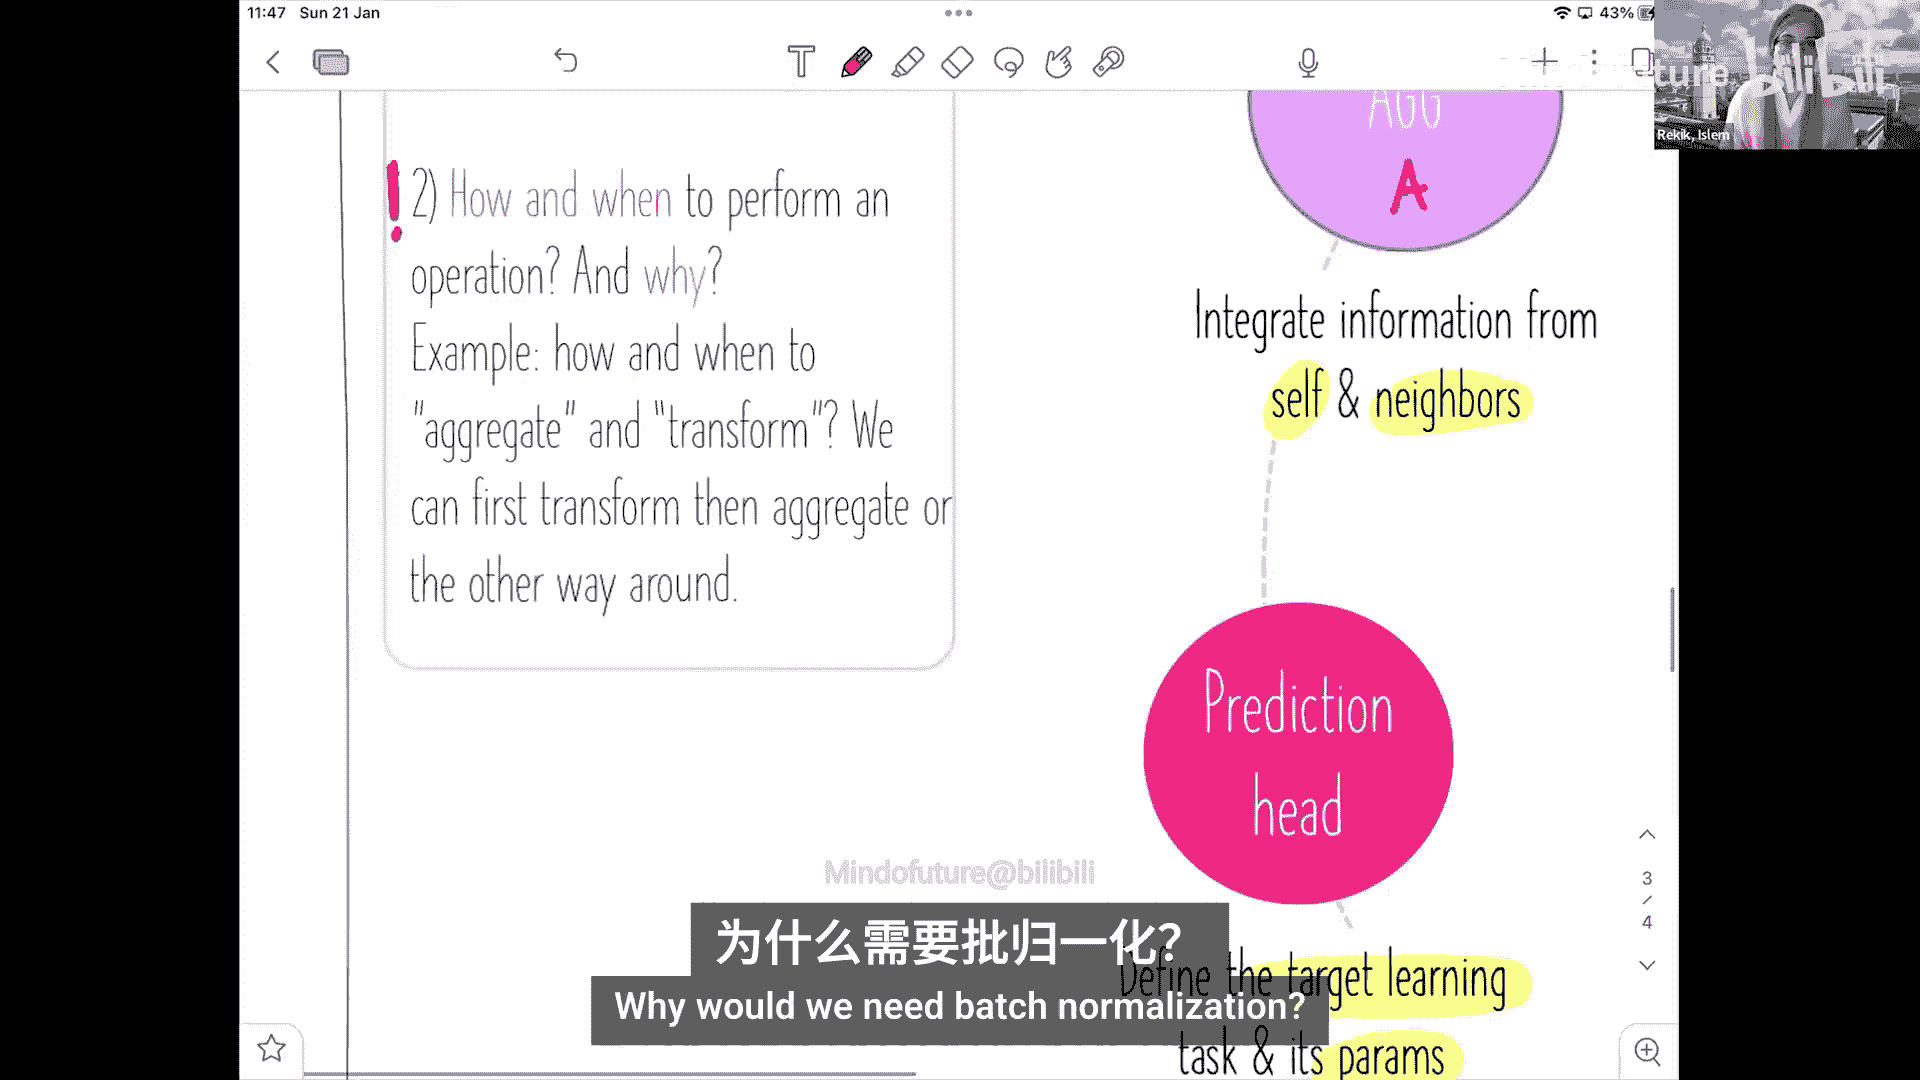 11:47 Sun 21 Jan
43%
ture bilibili
Rekik, Islem
2) How and when to perform an
operation? And why?
Example: how and when to
"aggregate" and "transform"? We
can first transform then aggregate or
the other way around.
AGG
A
Integrate information from
self & neighbors
Prediction
head
Define the target learning
task & its params
3
4
Mindofuture@bilibili
为什么需要批归一化?
Why would we need batch normalization?